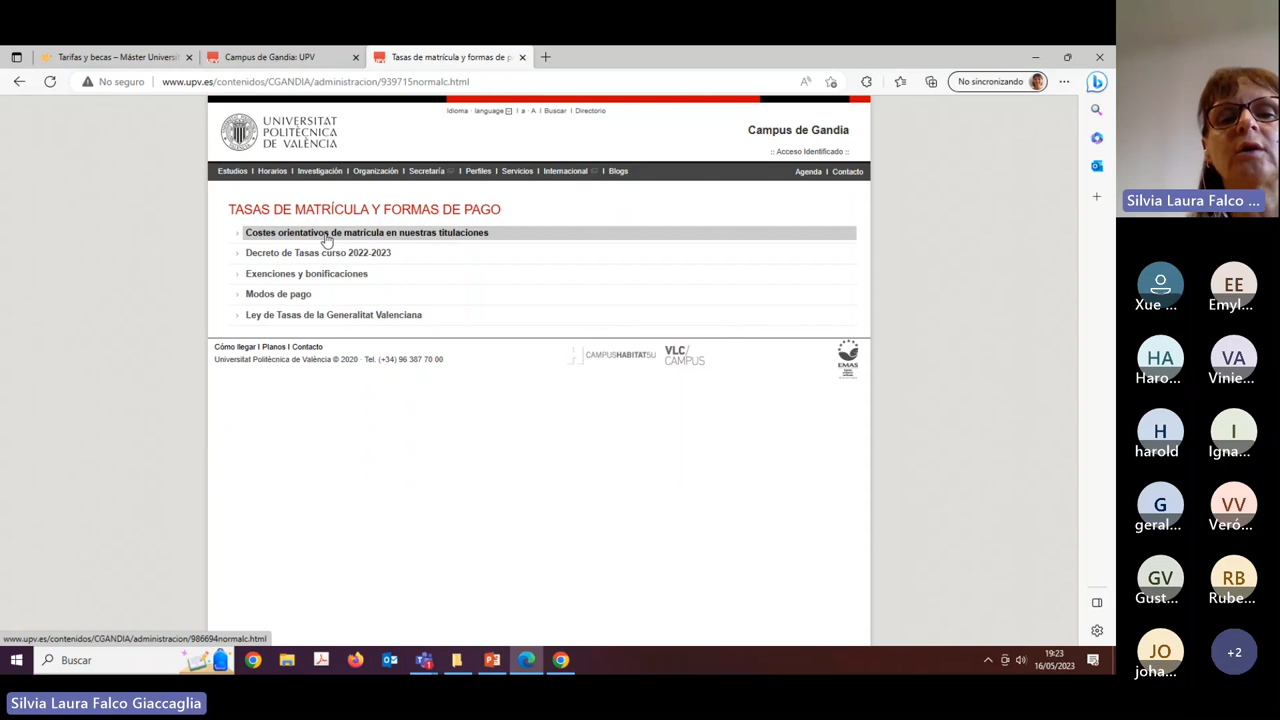 Tarifas y becas – Máster Universi
Campus de Gandia: UPV
Tasas de matrícula y formas de p
No seguro
www.upv.es/contenidos/CGANDIA/administracion/939715normalc.html
No sincronizando
Idioma · language
a · A
Buscar
Directorio
UNIVERSITAT
POLITÈCNICA
DE VALÈNCIA
Campus de Gandia
:: Acceso Identificado ::
Estudios | Horarios | Investigación | Organización | Secretaría | Perfiles | Servicios | Internacional | Blogs
Agenda | Contacto
TASAS DE MATRÍCULA Y FORMAS DE PAGO
Costes orientativos de matrícula en nuestras titulaciones
Decreto de Tasas curso 2022-2023
Exenciones y bonificaciones
Modos de pago
Ley de Tasas de la Generalitat Valenciana
Cómo llegar | Planos | Contacto
Universitat Politècnica de València © 2020 · Tel. (+34) 96 387 70 00
CAMPUSHABITAT5U
VLC/
CAMPUS
EMAS
www.upv.es/contenidos/CGANDIA/administracion/986694normalc.html
Buscar
19:23
16/05/2023
Silvia Laura Falco Giaccaglia
Silvia Laura Falco ...
Xue ...
EE
Emyl...
HA
Haro...
VA
Vinie...
H
harold
I
Igna...
G
geral...
VV
Veró...
GV
Gust...
RB
Rube...
JO
joha...
+2